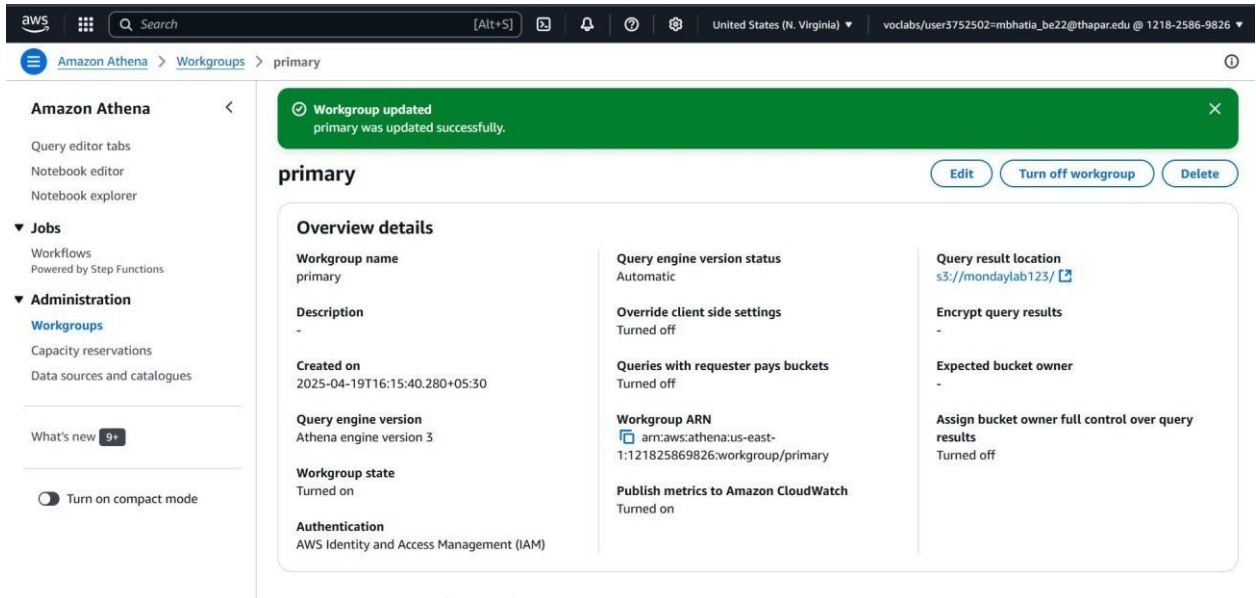 aws
Search
[Alt+S]
United States (N. Virginia) ▼
voclabs/user3752502=mbhatia_be22@thapar.edu @ 1218-2586-9826 ▼
Amazon Athena > Workgroups > primary
Amazon Athena
Query editor tabs
Notebook editor
Notebook explorer
Jobs
Workflows
Powered by Step Functions
Administration
Workgroups
Capacity reservations
Data sources and catalogues
What's new 9+
Turn on compact mode
Workgroup updated
primary was updated successfully.
primary
Edit
Turn off workgroup
Delete
Overview details
Workgroup name
primary
Description
-
Created on
2025-04-19T16:15:40.280+05:30
Query engine version
Athena engine version 3
Workgroup state
Turned on
Authentication
AWS Identity and Access Management (IAM)
Query engine version status
Automatic
Override client side settings
Turned off
Queries with requester pays buckets
Turned off
Workgroup ARN
arn:aws:athena:us-east-
1:121825869826:workgroup/primary
Publish metrics to Amazon CloudWatch
Turned on
Query result location
s3://mondaylab123/
Encrypt query results
-
Expected bucket owner
-
Assign bucket owner full control over query
results
Turned off